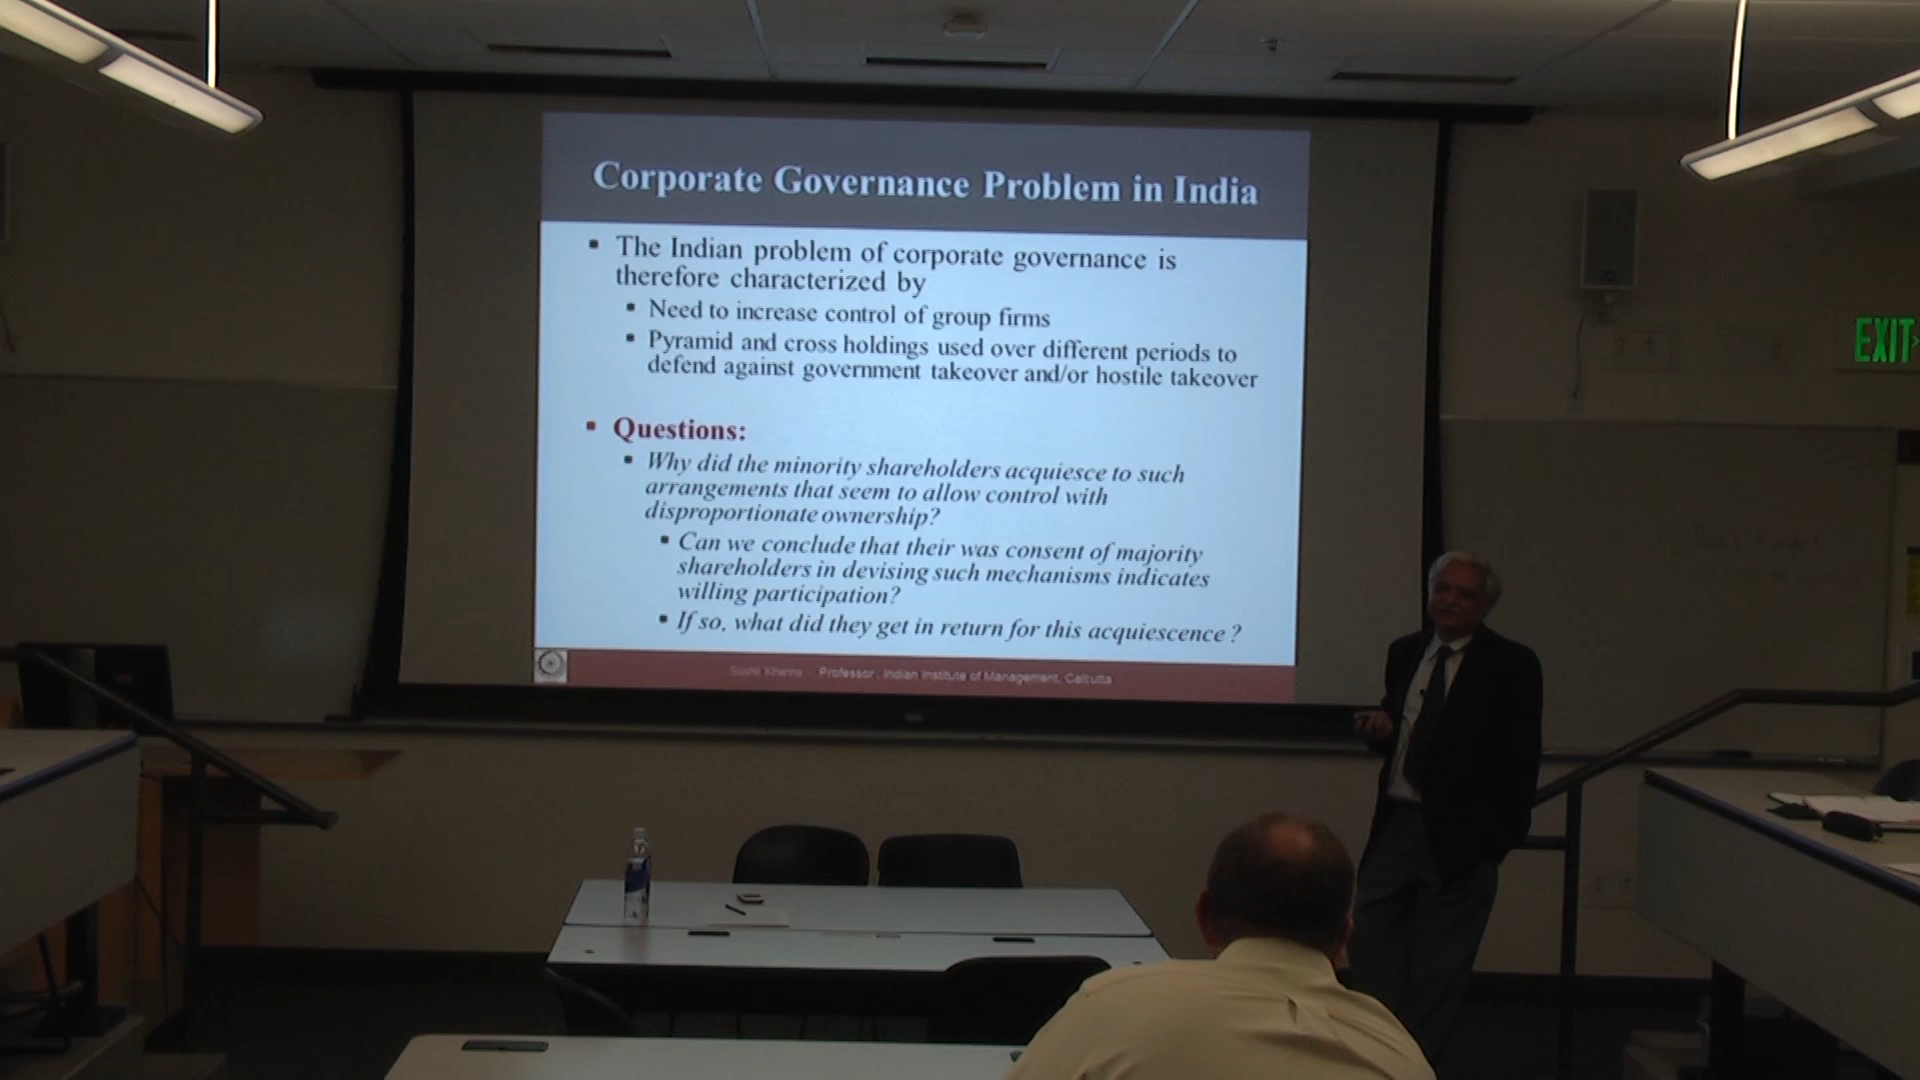 Corporate Governance Problem in India
▪ The Indian problem of corporate governance is
therefore characterized by
▪ Need to increase control of group firms
▪ Pyramid and cross holdings used over different periods to
defend against government takeover and/or hostile takeover
▪ Questions:
▪ Why did the minority shareholders acquiesce to such
arrangements that seem to allow control with
disproportionate ownership?
▪ Can we conclude that their was consent of majority
shareholders in devising such mechanisms indicates
willing participation?
▪ If so, what did they get in return for this acquiescence ?
Sushil Khanna Professor . Indian Institute of Management, Calcutta
EXIT